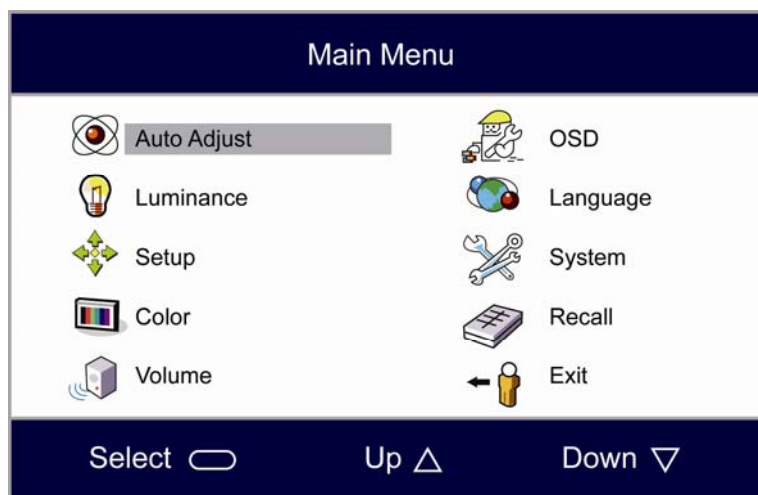 Main Menu
Auto Adjust
Luminance
Setup
Color
Volume
OSD
Language
System
Recall
Exit
Select
Up
Down